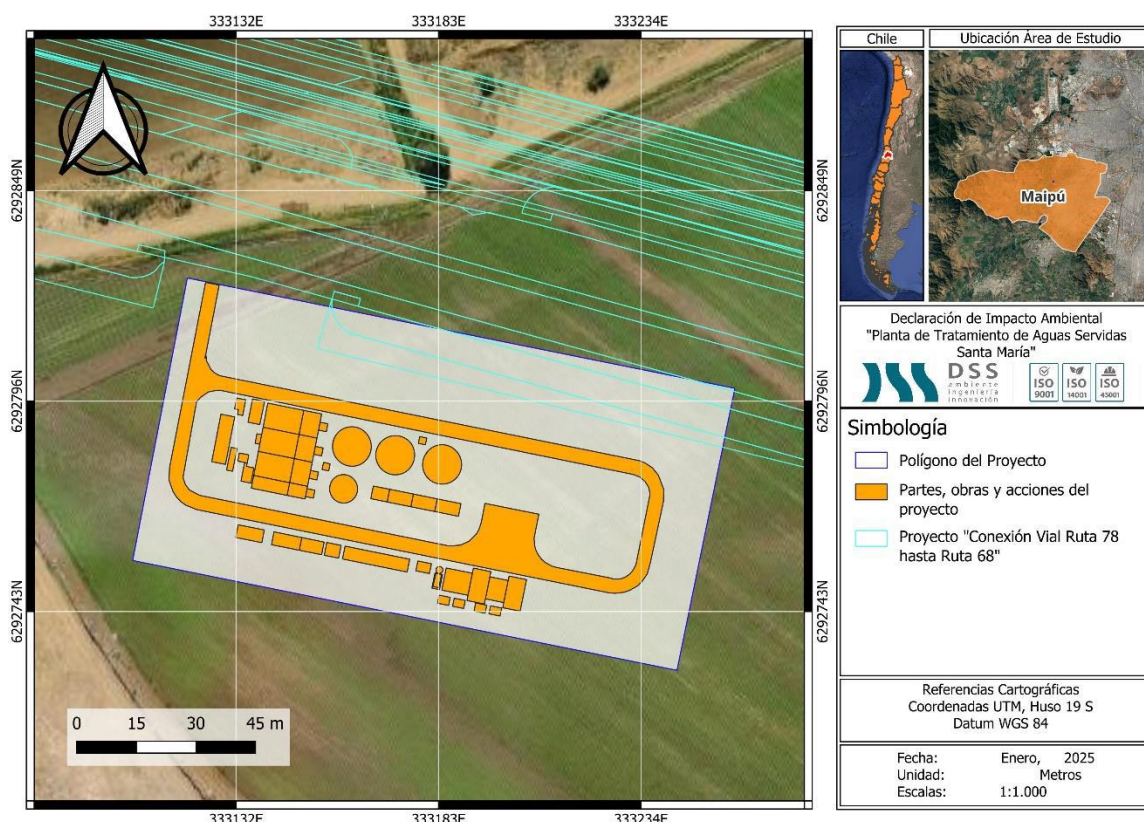 333132E
333183E
333234E
6292849N
6292796N
6292743N
6292849N
6292796N
6292743N
0 15 30 45 m
333132E
333183E
333234E
Chile
Ubicación Área de Estudio
Maipú
Declaración de Impacto Ambiental
"Planta de Tratamiento de Aguas Servidas
Santa María"
DSS
ambiente
ingeniería
innovación
ISO
9001
ISO
14001
ISO
45001
Simbología
Polígono del Proyecto
Partes, obras y acciones del
proyecto
Proyecto "Conexión Vial Ruta 78
hasta Ruta 68"
Referencias Cartográficas
Coordenadas UTM, Huso 19 S
Datum WGS 84
Fecha: Enero, 2025
Unidad: Metros
Escalas: 1:1.000